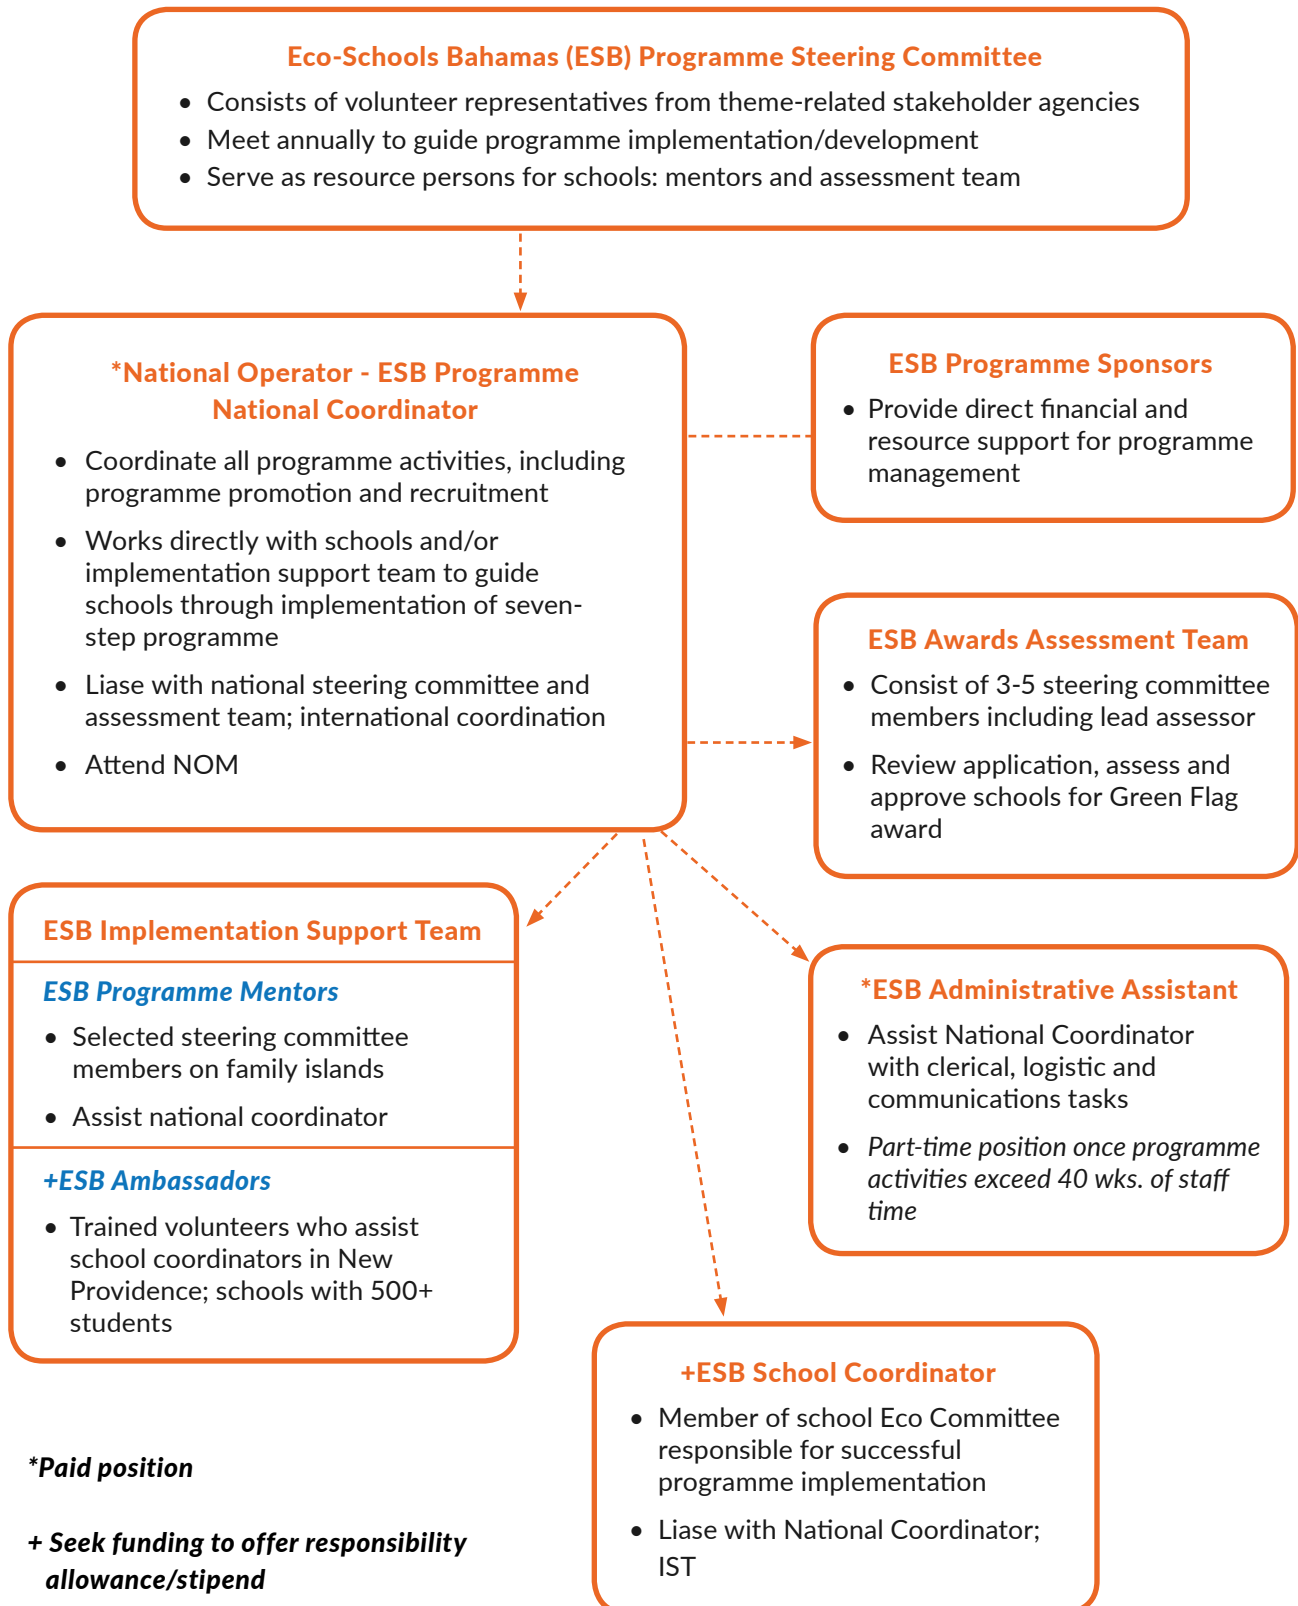 Eco-Schools Bahamas (ESB) Programme Steering Committee
• Consists of volunteer representatives from theme-related stakeholder agencies
• Meet annually to guide programme implementation/development
• Serve as resource persons for schools: mentors and assessment team
*National Operator - ESB Programme
National Coordinator
• Coordinate all programme activities, including
programme promotion and recruitment
• Works directly with schools and/or
implementation support team to guide
schools through implementation of seven-
step programme
• Liase with national steering committee and
assessment team; international coordination
• Attend NOM
ESB Programme Sponsors
• Provide direct financial and
resource support for programme
management
ESB Awards Assessment Team
• Consist of 3-5 steering committee
members including lead assessor
• Review application, assess and
approve schools for Green Flag
award
ESB Implementation Support Team
ESB Programme Mentors
• Selected steering committee
members on family islands
• Assist national coordinator
+ESB Ambassadors
• Trained volunteers who assist
school coordinators in New
Providence; schools with 500+
students
*ESB Administrative Assistant
• Assist National Coordinator
with clerical, logistic and
communications tasks
• Part-time position once programme
activities exceed 40 wks. of staff
time
+ESB School Coordinator
• Member of school Eco Committee
responsible for successful
programme implementation
• Liase with National Coordinator;
IST
*Paid position
+ Seek funding to offer responsibility
allowance/stipend